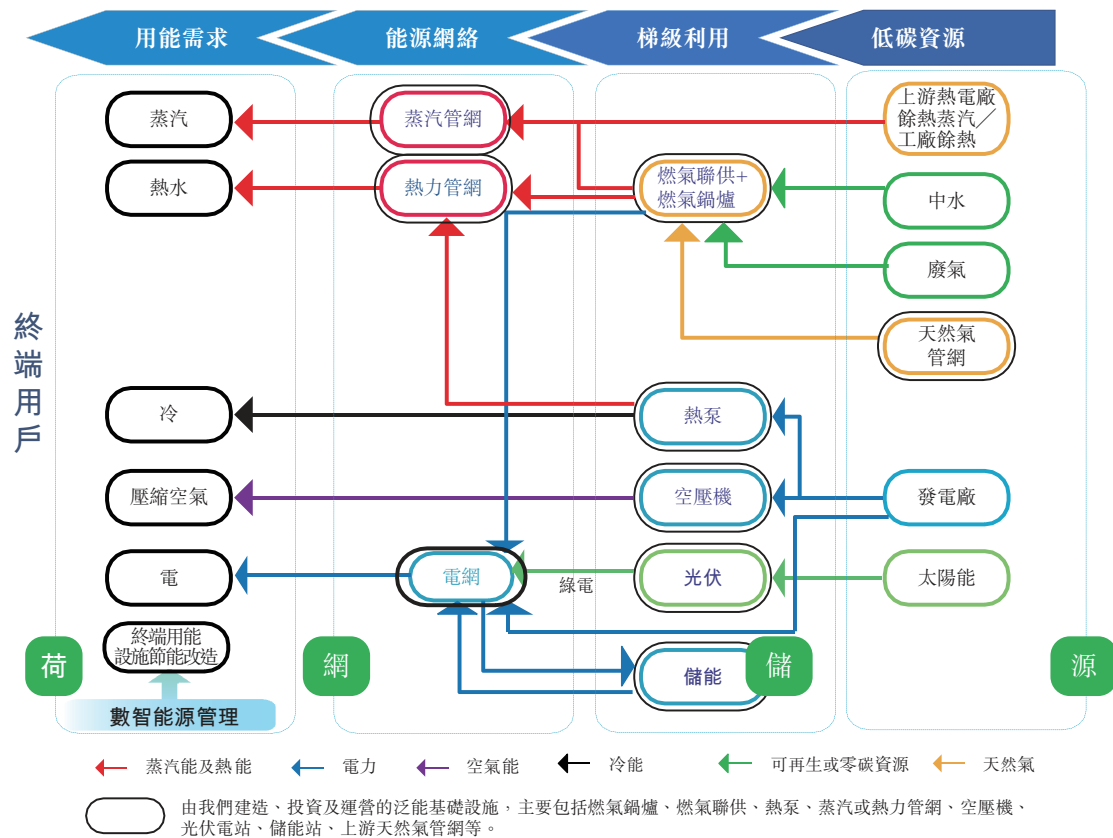 用能需求
能源網絡
梯級利用
低碳資源
蒸汽
蒸汽管網
上游熱電廠
餘熱蒸汽／
工廠餘熱
熱水
熱力管網
燃氣聯供+
燃氣鍋爐
中水
廢氣
天然氣
管網
終端用戶
冷
熱泵
壓縮空氣
空壓機
發電廠
電
電網
綠電
光伏
太陽能
終端用能
設施節能改造
儲能
荷
網
儲
源
數智能源管理
蒸汽能及熱能
電力
空氣能
冷能
可再生或零碳資源
天然氣
由我們建造、投資及運營的泛能基礎設施，主要包括燃氣鍋爐、燃氣聯供、熱泵、蒸汽或熱力管網、空壓機、
光伏電站、儲能站、上游天然氣管網等。